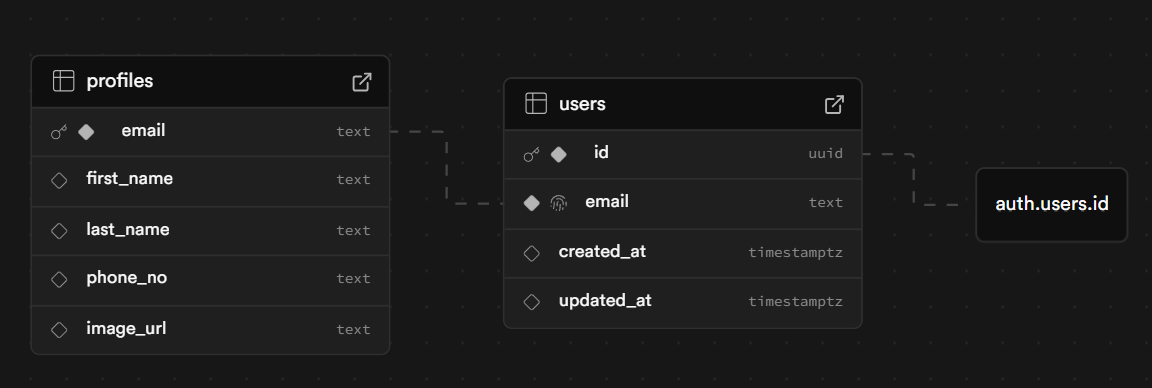 profiles
email text
first_name text
last_name text
phone_no text
image_url text
users
id uuid
email text
created_at timestamptz
updated_at timestamptz
auth.users.id